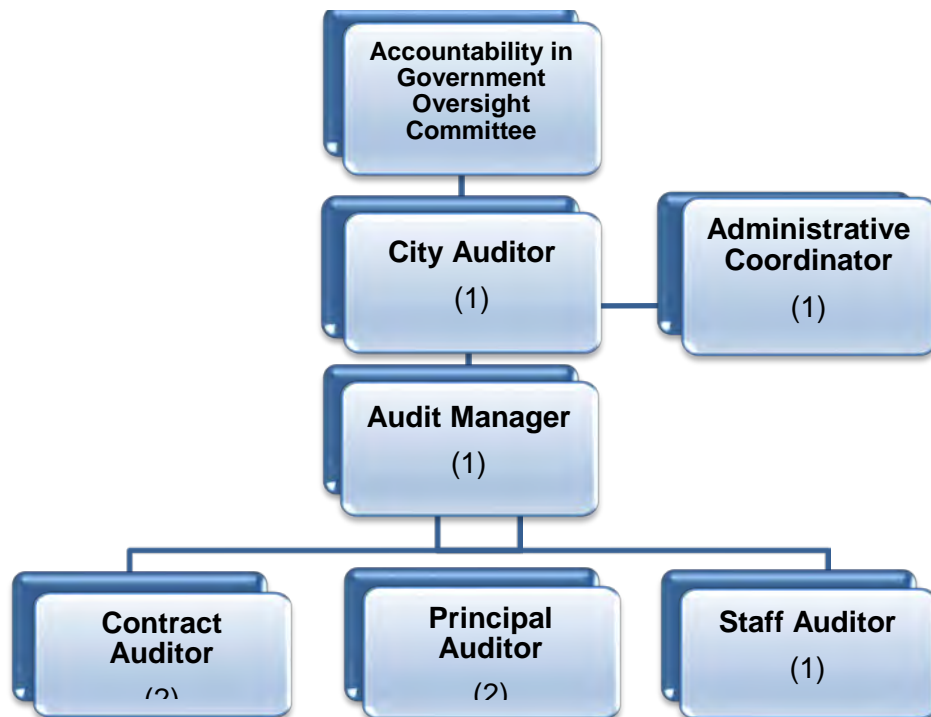 Accountability in
Government
Oversight
Committee
City Auditor
(1)
Administrative
Coordinator
(1)
Audit Manager
(1)
Contract
Auditor
Principal
Auditor
(2)
Staff Auditor
(1)